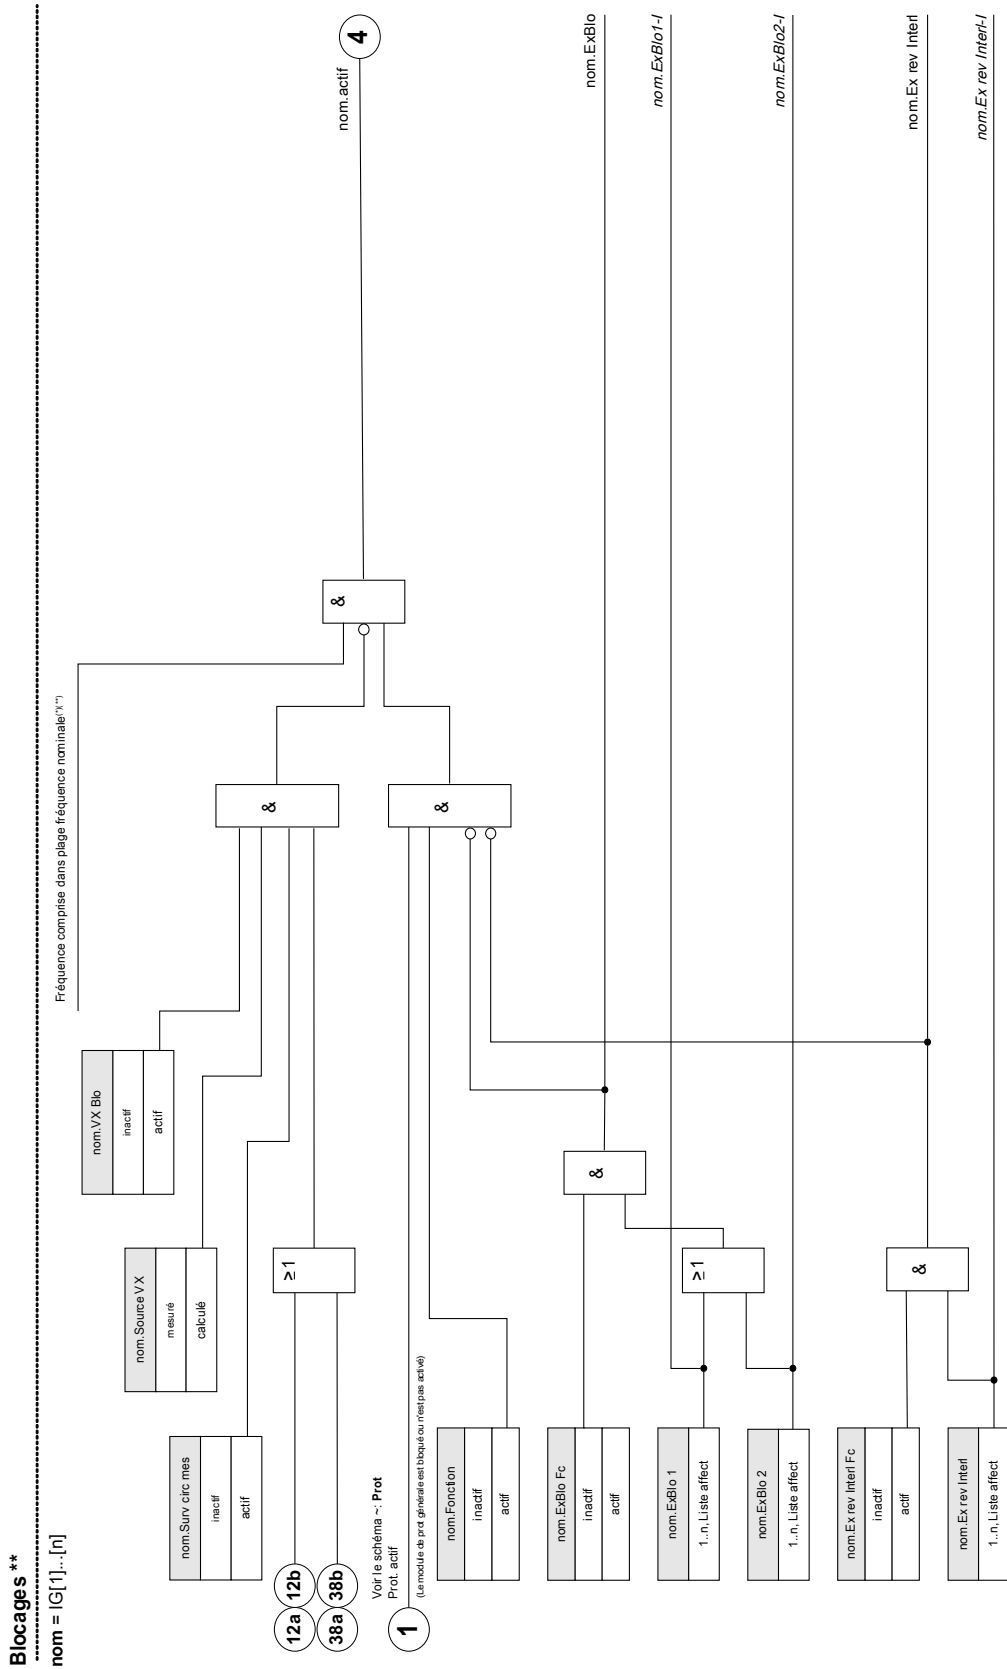 Blocages **
nom = IG[1]...[n]
Fréquence comprise dans plage fréquence nominale(*)(**)
nom.VX Blo
inactif
actif
nom.Source VX
mesuré
calculé
nom.Surv circ mes
inactif
actif
12a
12b
38a
38b
≥1
&
&
nom.actif
4
Voir le schéma ~: Prot
Prot. actif
1
(Le module de prot générale est bloqué ou n'est pas activé)
&
nom.Fonction
inactif
actif
nom.ExBlo Fc
inactif
actif
&
nom.ExBlo
nom.ExBlo 1
1..n, Liste affect
≥1
nom.ExBlo1-I
nom.ExBlo 2
1..n, Liste affect
nom.ExBlo2-I
nom.Ex rev Interl Fc
inactif
actif
&
nom.Ex rev Interl
nom.Ex rev Interl
1..n, Liste affect
nom.Ex rev Interl-I